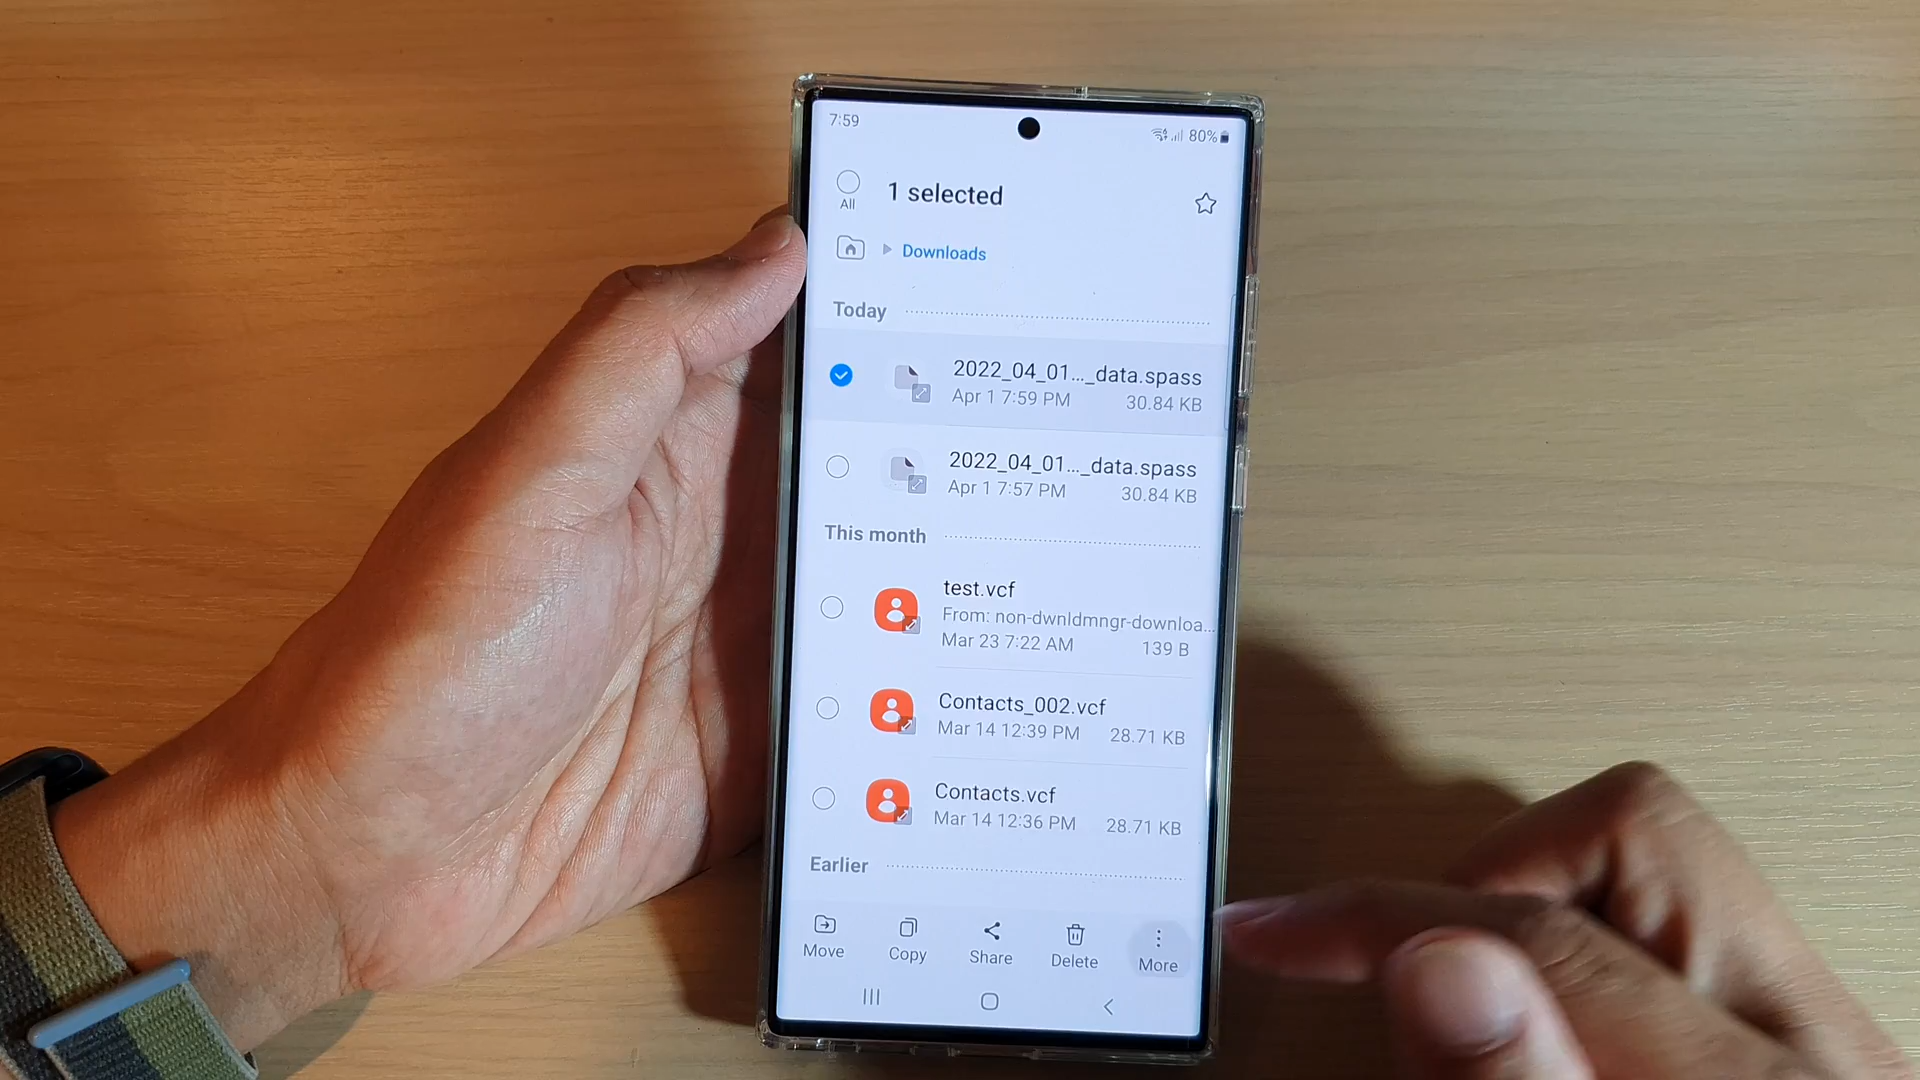 7:59
80%
All
1 selected
Downloads
Today
2022_04_01..._data.spass
Apr 1 7:59 PM 30.84 KB
2022_04_01..._data.spass
Apr 1 7:57 PM 30.84 KB
This month
test.vcf
From: non-dwnldmngr-downloa...
Mar 23 7:22 AM 139 B
Contacts_002.vcf
Mar 14 12:39 PM 28.71 KB
Contacts.vcf
Mar 14 12:36 PM 28.71 KB
Earlier
Move Copy Share Delete More